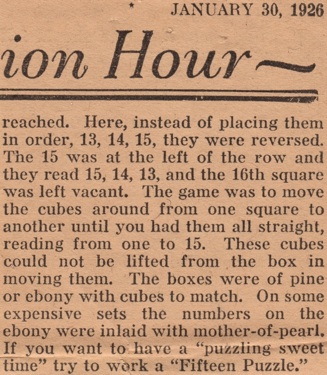 JANUARY 30, 1926
ion Hour
reached. Here, instead of placing them
in order, 13, 14, 15, they were reversed.
The 15 was at the left of the row and
they read 15, 14, 13, and the 16th square
was left vacant. The game was to move
the cubes around from one square to
another until you had them all straight,
reading from one to 15. These cubes
could not be lifted from the box in
moving them. The boxes were of pine
or ebony with cubes to match. On some
expensive sets the numbers on the
ebony were inlaid with mother-of-pearl.
If you want to have a "puzzling sweet
time" try to work a "Fifteen Puzzle."